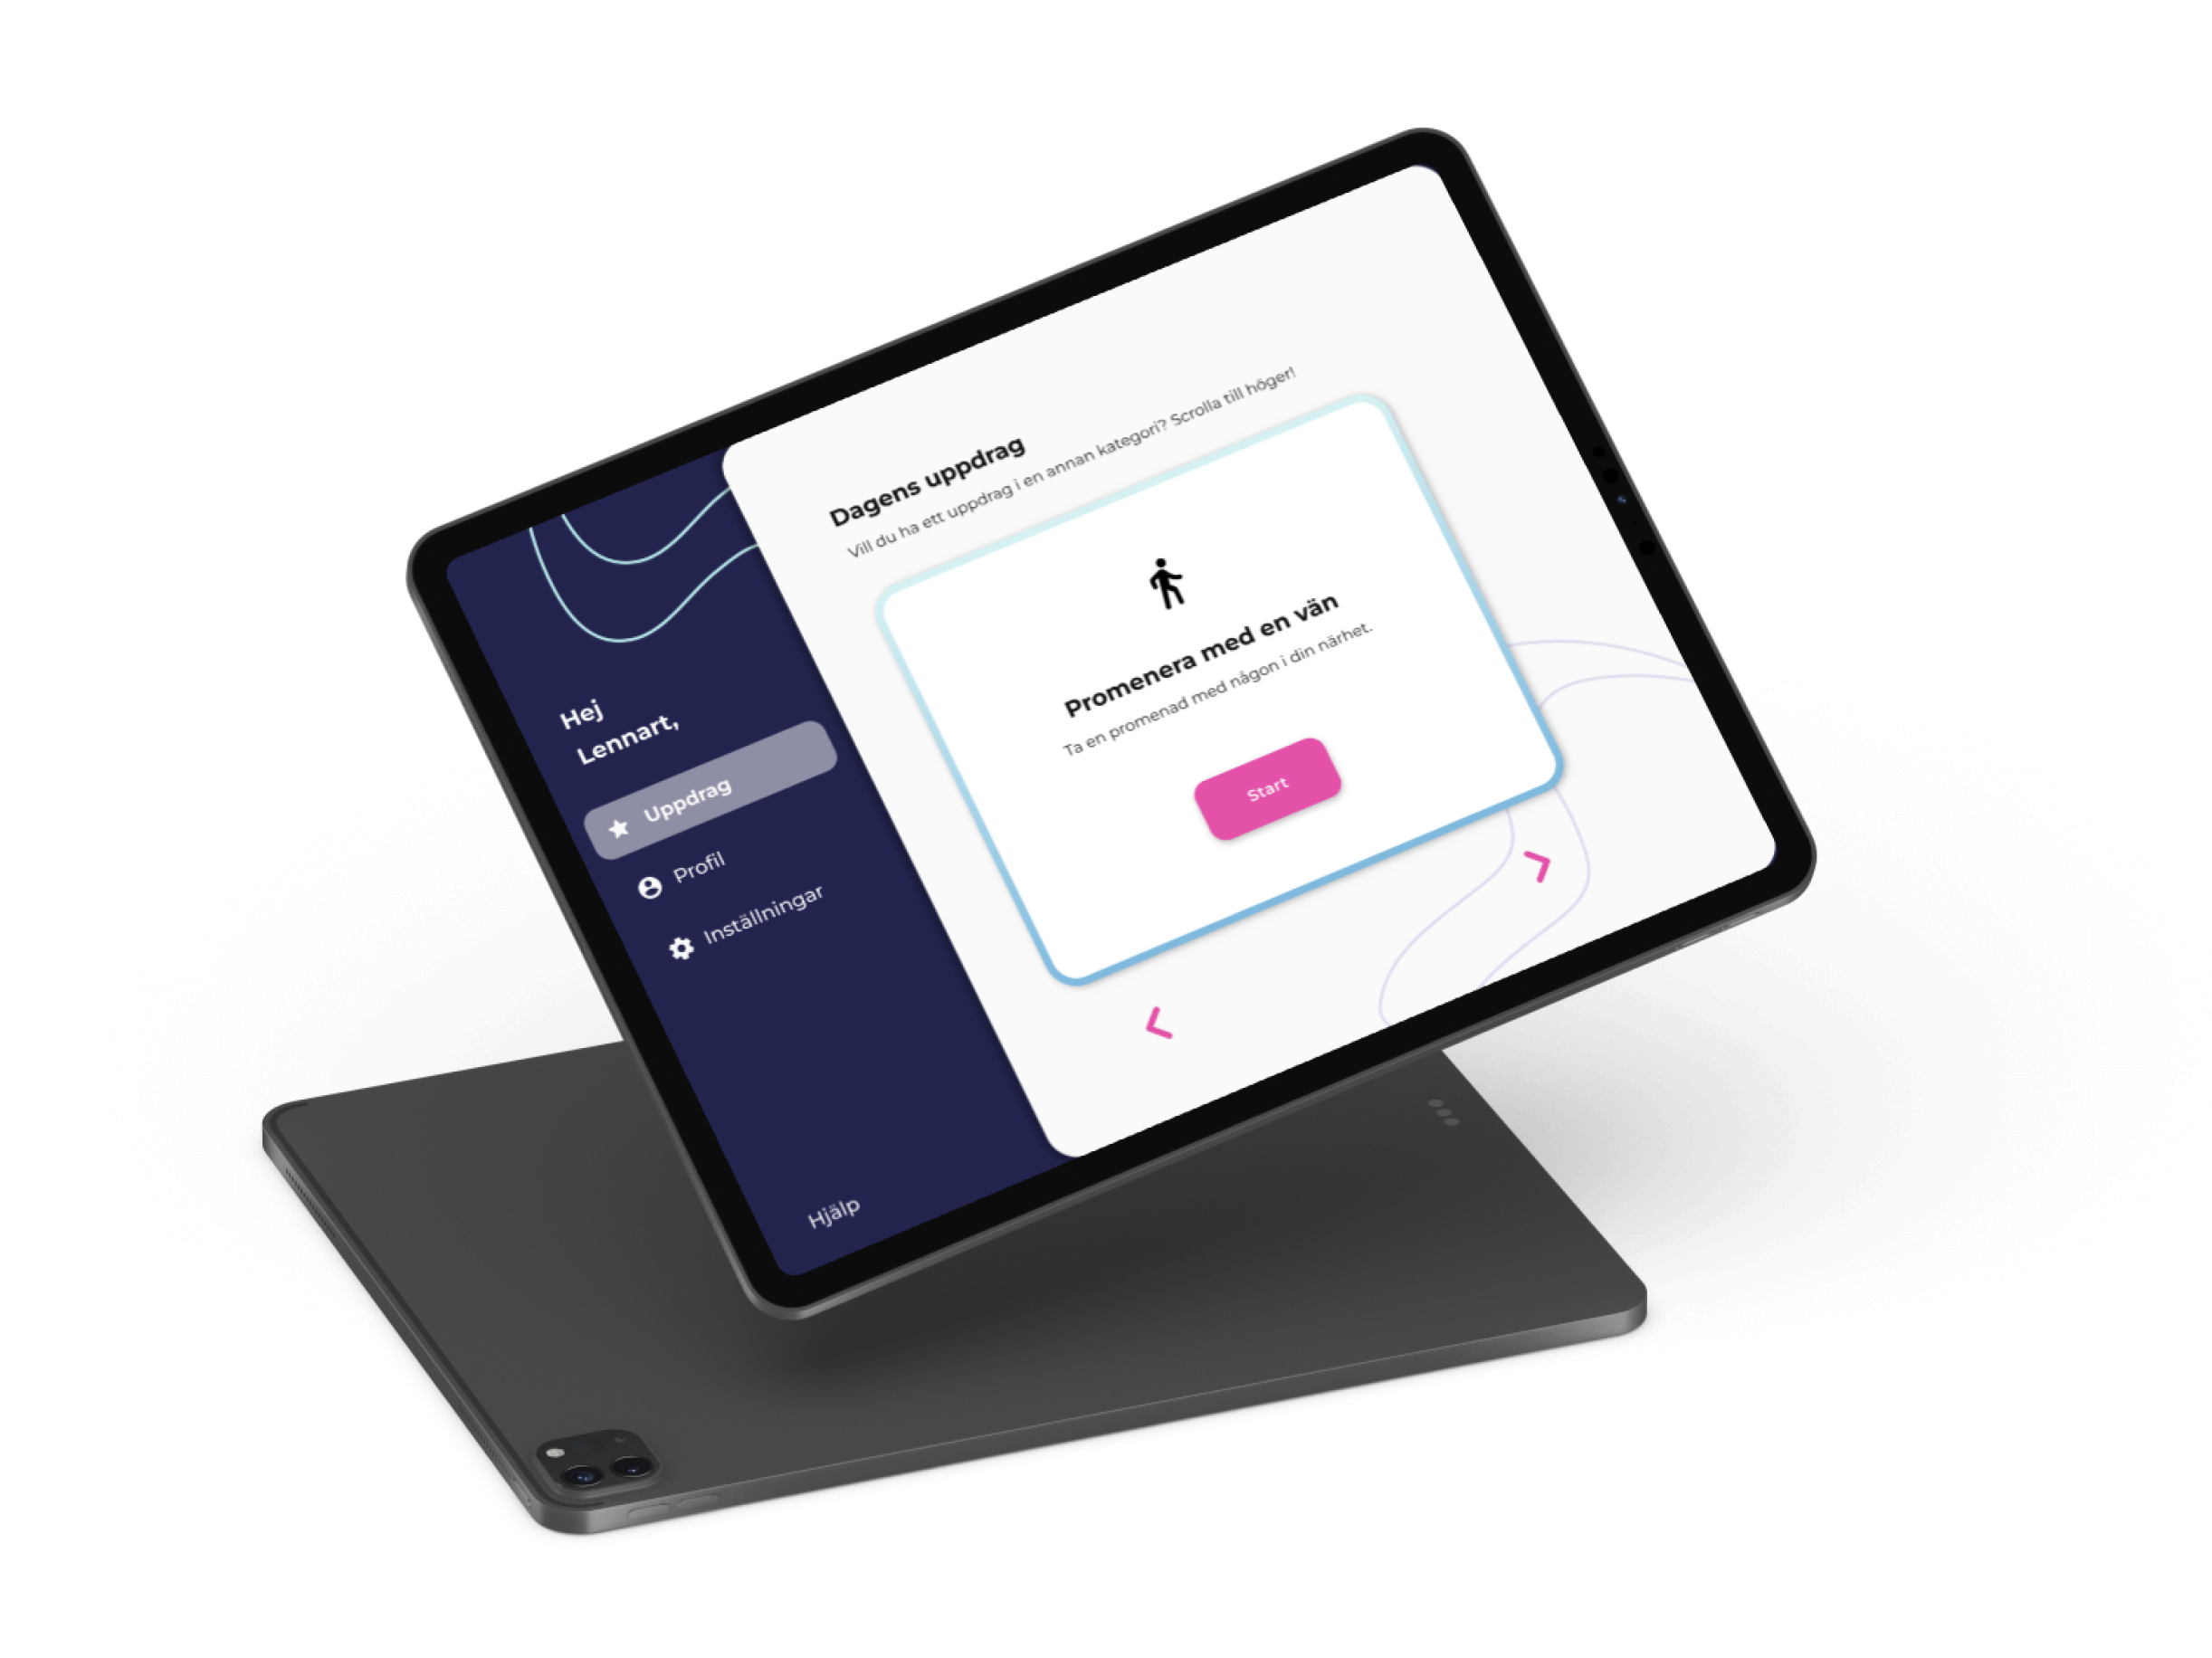 Hej
Lennart,
Uppdrag
Profil
Inställningar
Hjälp
Dagens uppdrag
Vill du ha ett uppdrag i en annan kategori? Scrolla till höger!
Promenera med en vän
Ta en promenad med någon i din närhet.
Start